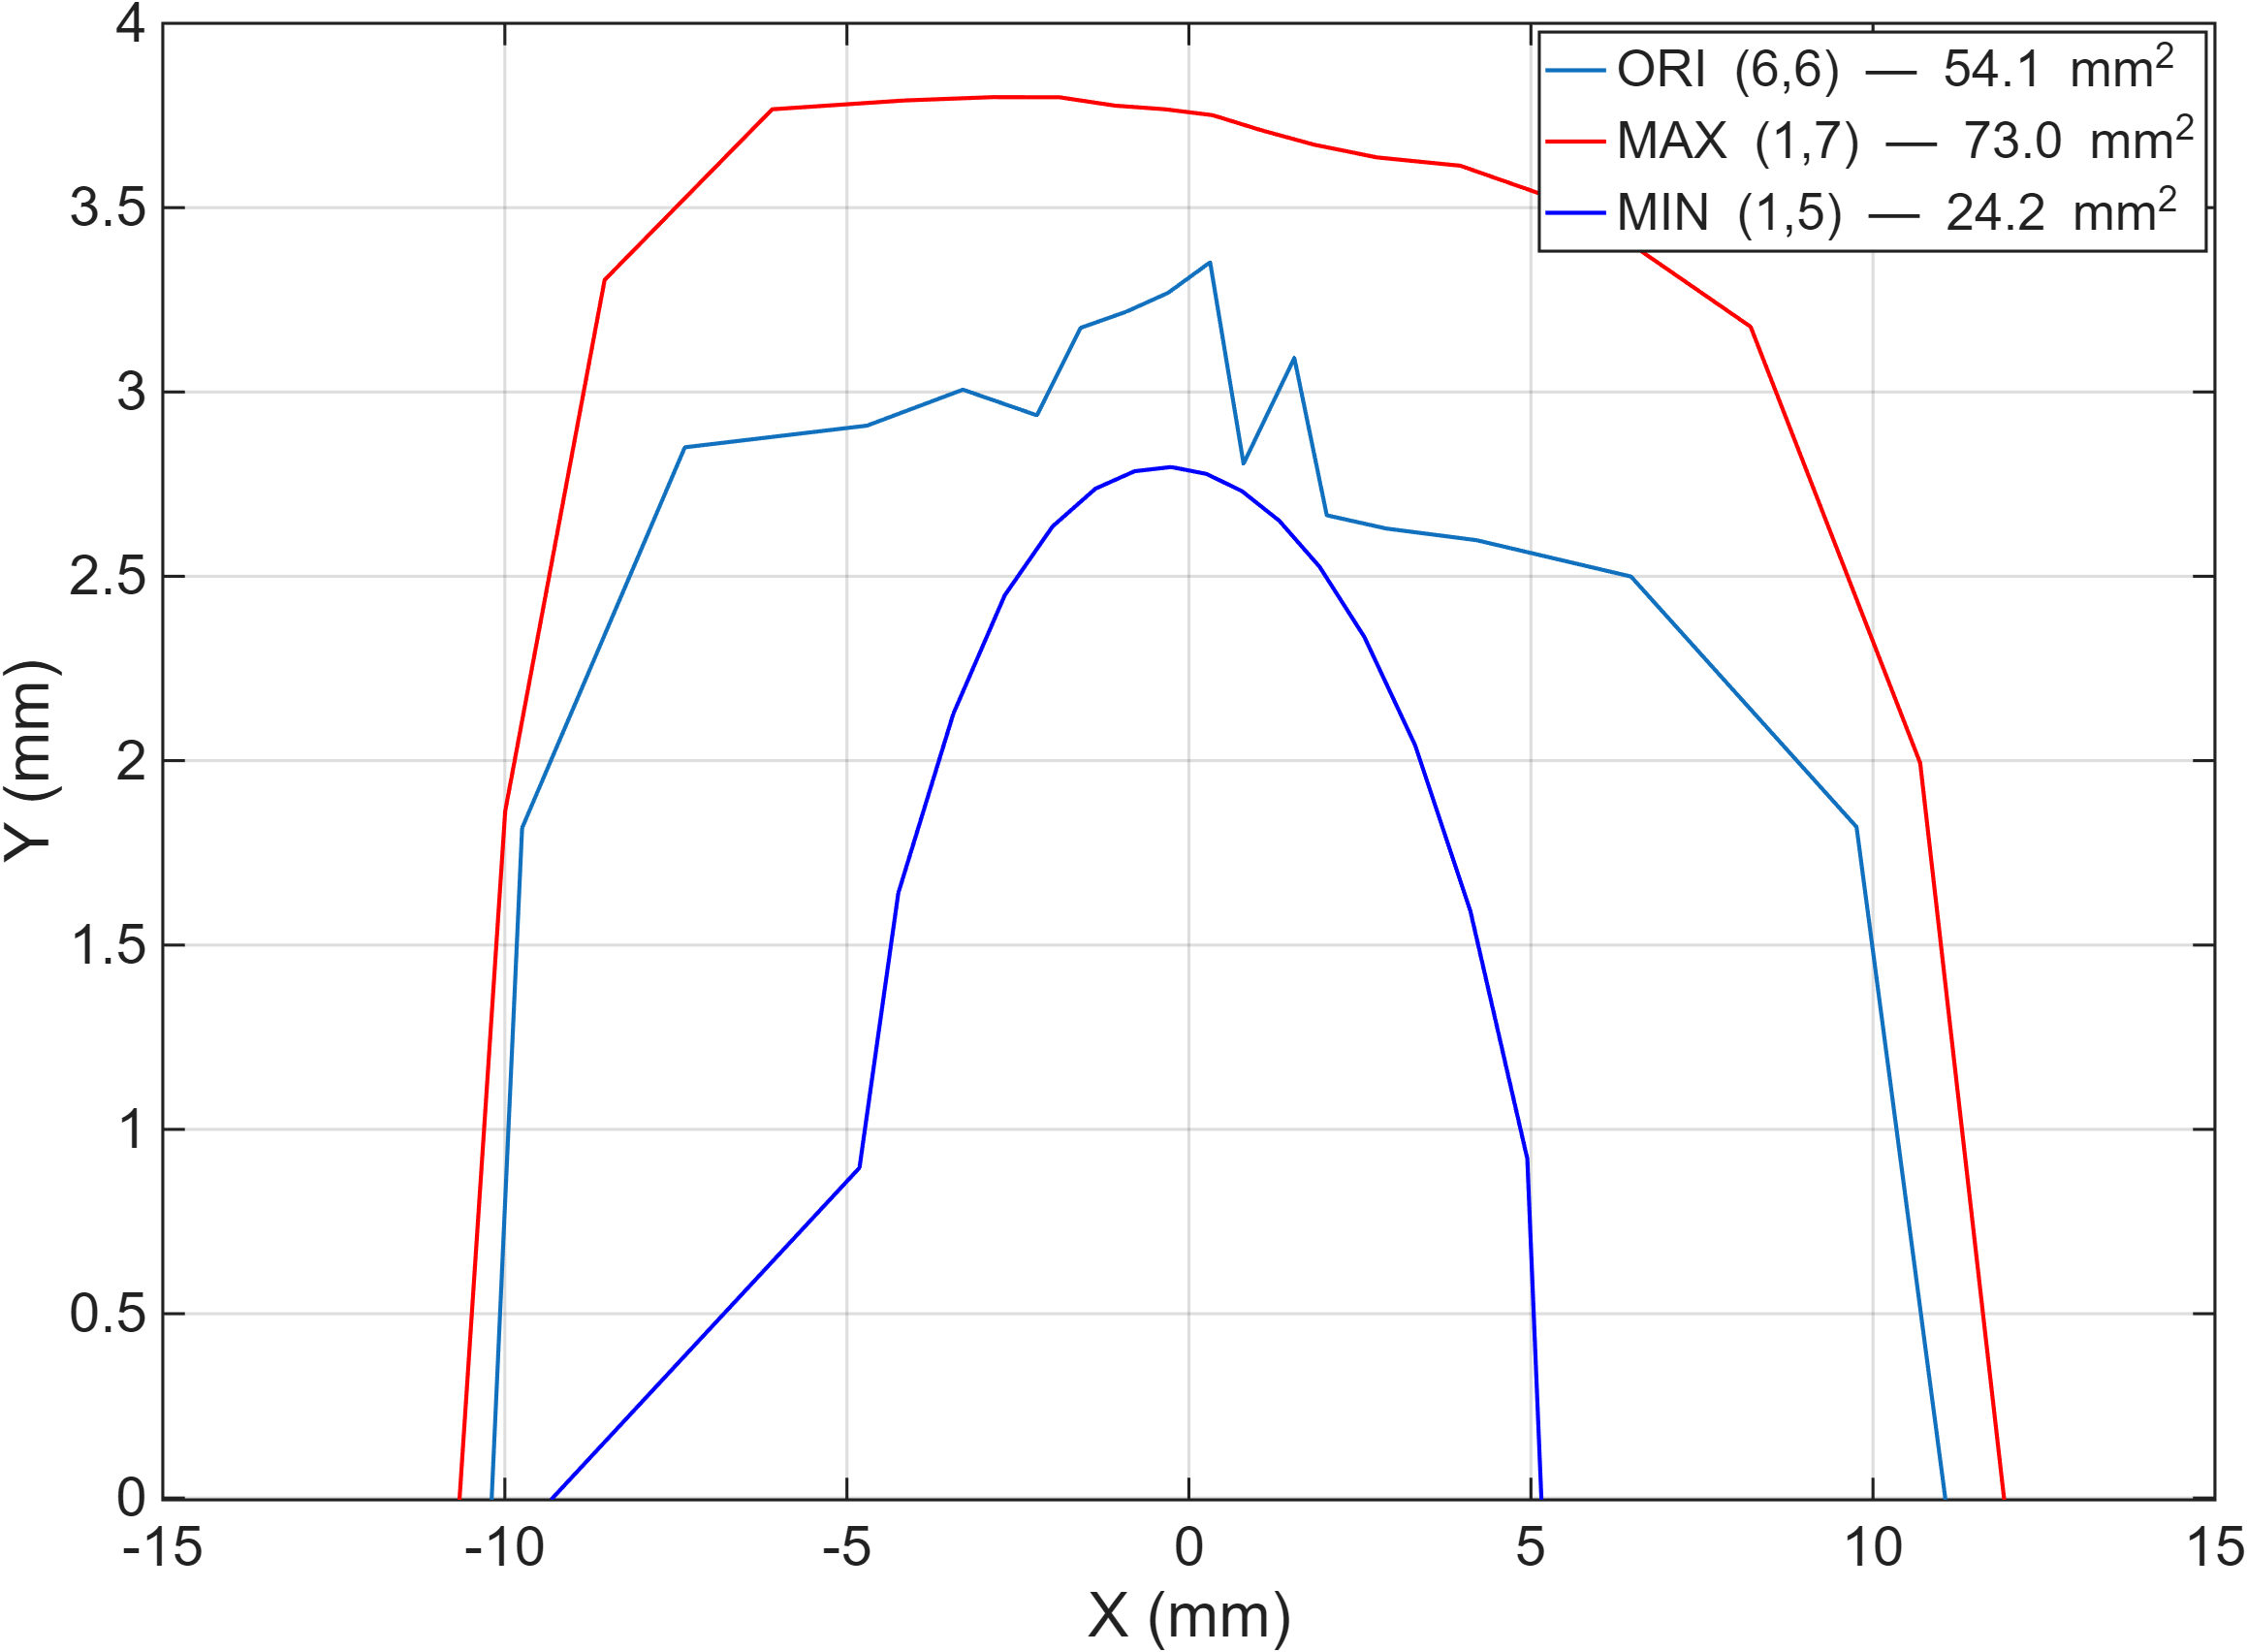 4
3.5
3
2.5
2
1.5
1
0.5
0
-15 -10 -5 0 5 10 15
X (mm)
Y (mm)
ORI (6,6) — 54.1 mm²
MAX (1,7) — 73.0 mm²
MIN (1,5) — 24.2 mm²